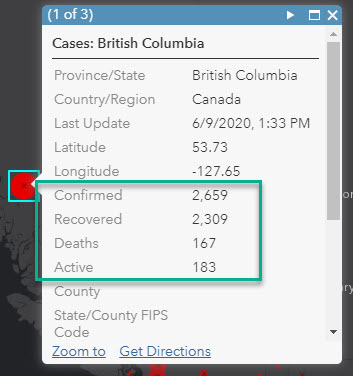 (1 of 3)
Cases: British Columbia
Province/State British Columbia
Country/Region Canada
Last Update 6/9/2020, 1:33 PM
Latitude 53.73
Longitude -127.65
Confirmed 2,659
Recovered 2,309
Deaths 167
Active 183
County
State/County FIPS
Code
Zoom to Get Directions